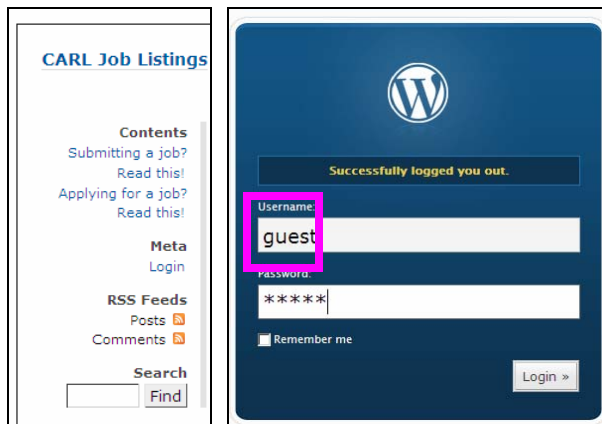 CARL Job Listings
Contents
Submitting a job?
Read this!
Applying for a job?
Read this!
Meta
Login
RSS Feeds
Posts
Comments
Search
Find
Successfully logged you out.
Username:
guest
Password:
*****
Remember me
Login »